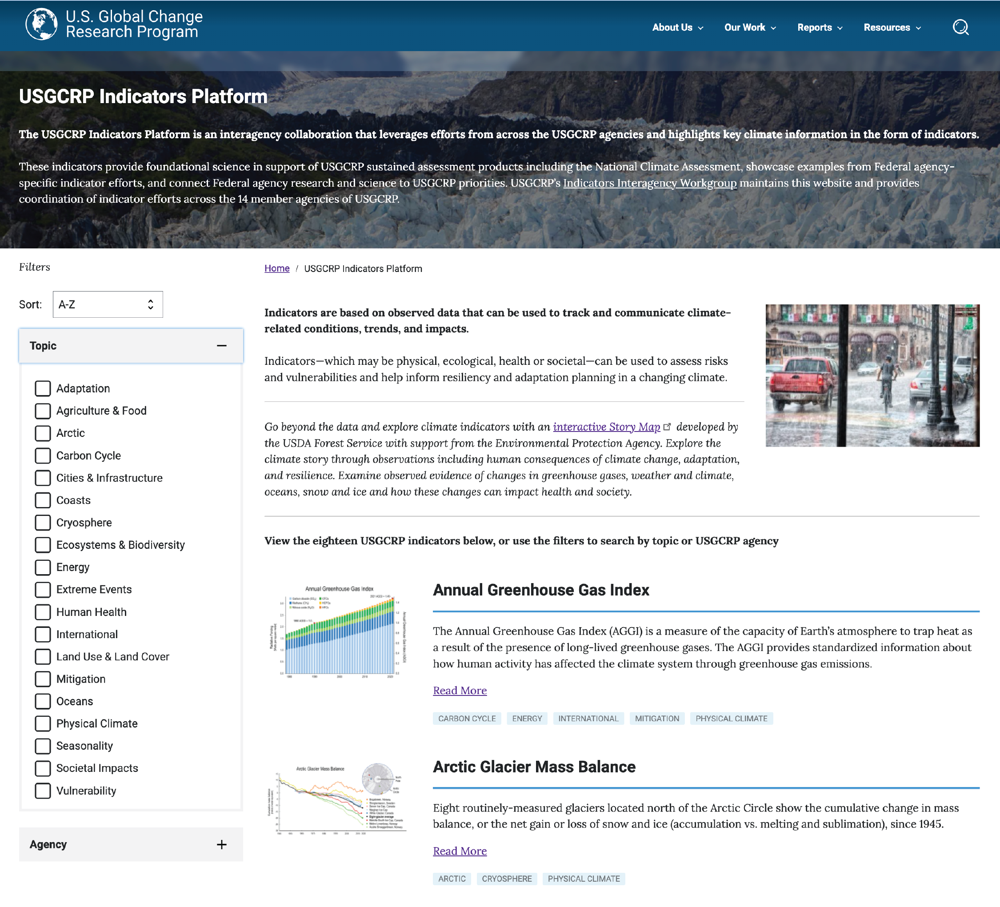 U.S. Global Change
Research Program
About Us
Our Work
Reports
Resources
USGCRP Indicators Platform
The USGCRP Indicators Platform is an interagency collaboration that leverages efforts from across the USGCRP agencies and highlights key climate information in the form of indicators.
These indicators provide foundational science in support of USGCRP sustained assessment products including the National Climate Assessment, showcase examples from Federal agency-
specific indicator efforts, and connect Federal agency research and science to USGCRP priorities. USGCRP's Indicators Interagency Workgroup maintains this website and provides
coordination of indicator efforts across the 14 member agencies of USGCRP.
Filters
Sort:
A-Z
Topic
Adaptation
Agriculture & Food
Arctic
Carbon Cycle
Cities & Infrastructure
Coasts
Cryosphere
Ecosystems & Biodiversity
Energy
Extreme Events
Human Health
International
Land Use & Land Cover
Mitigation
Oceans
Physical Climate
Seasonality
Societal Impacts
Vulnerability
Agency
Home / USGCRP Indicators Platform
Indicators are based on observed data that can be used to track and communicate climate-
related conditions, trends, and impacts.
Indicators—which may be physical, ecological, health or societal—can be used to assess risks
and vulnerabilities and help inform resiliency and adaptation planning in a changing climate.
Go beyond the data and explore climate indicators with an interactive Story Map developed by
the USDA Forest Service with support from the Environmental Protection Agency. Explore the
climate story through observations including human consequences of climate change, adaptation,
and resilience. Examine observed evidence of changes in greenhouse gases, weather and climate,
oceans, snow and ice and how these changes can impact health and society.
View the eighteen USGCRP indicators below, or use the filters to search by topic or USGCRP agency
Annual Greenhouse Gas Index
Annual Greenhouse Gas Index
The Annual Greenhouse Gas Index (AGGI) is a measure of the capacity of Earth's atmosphere to trap heat as
a result of the presence of long-lived greenhouse gases. The AGGI provides standardized information about
how human activity has affected the climate system through greenhouse gas emissions.
Read More
CARBON CYCLE
ENERGY
INTERNATIONAL
MITIGATION
PHYSICAL CLIMATE
Arctic Glacier Mass Balance
Arctic Glacier Mass Balance
Eight routinely-measured glaciers located north of the Arctic Circle show the cumulative change in mass
balance, or the net gain or loss of snow and ice (accumulation vs. melting and sublimation), since 1945.
Read More
ARCTIC
CRYOSPHERE
PHYSICAL CLIMATE